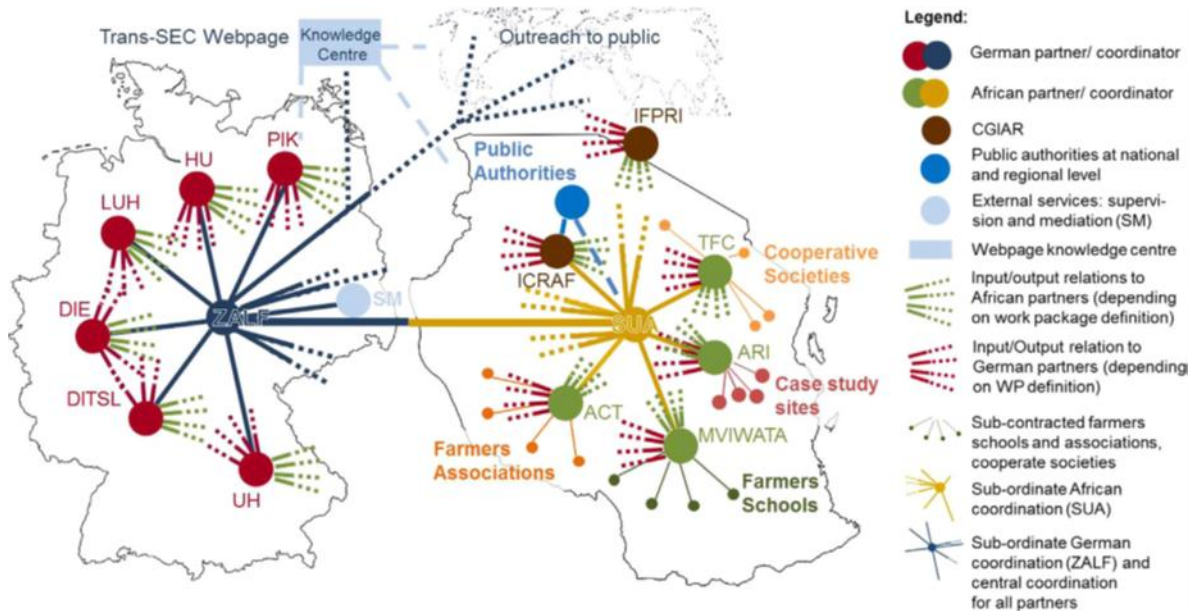 Trans-SEC Webpage
Knowledge
Centre
Outreach to public
IFPRI
PIK
HU
LUH
DIE
DITSL
UH
ZALF
SM
Public
Authorities
ICRAF
TFC
Cooperative
Societies
SUA
ARI
Case study
sites
ACT
MVIWATA
Farmers
Associations
Farmers
Schools
Legend:
German partner/ coordinator
African partner/ coordinator
CGIAR
Public authorities at national
and regional level
External services: supervi-
sion and mediation (SM)
Webpage knowledge centre
Input/output relations to
African partners (depending
on work package definition)
Input/Output relation to
German partners (depending
on WP definition)
Sub-contracted farmers
schools and associations,
cooperate societies
Sub-ordinate African
coordination (SUA)
Sub-ordinate German
coordination (ZALF) and
central coordination
for all partners